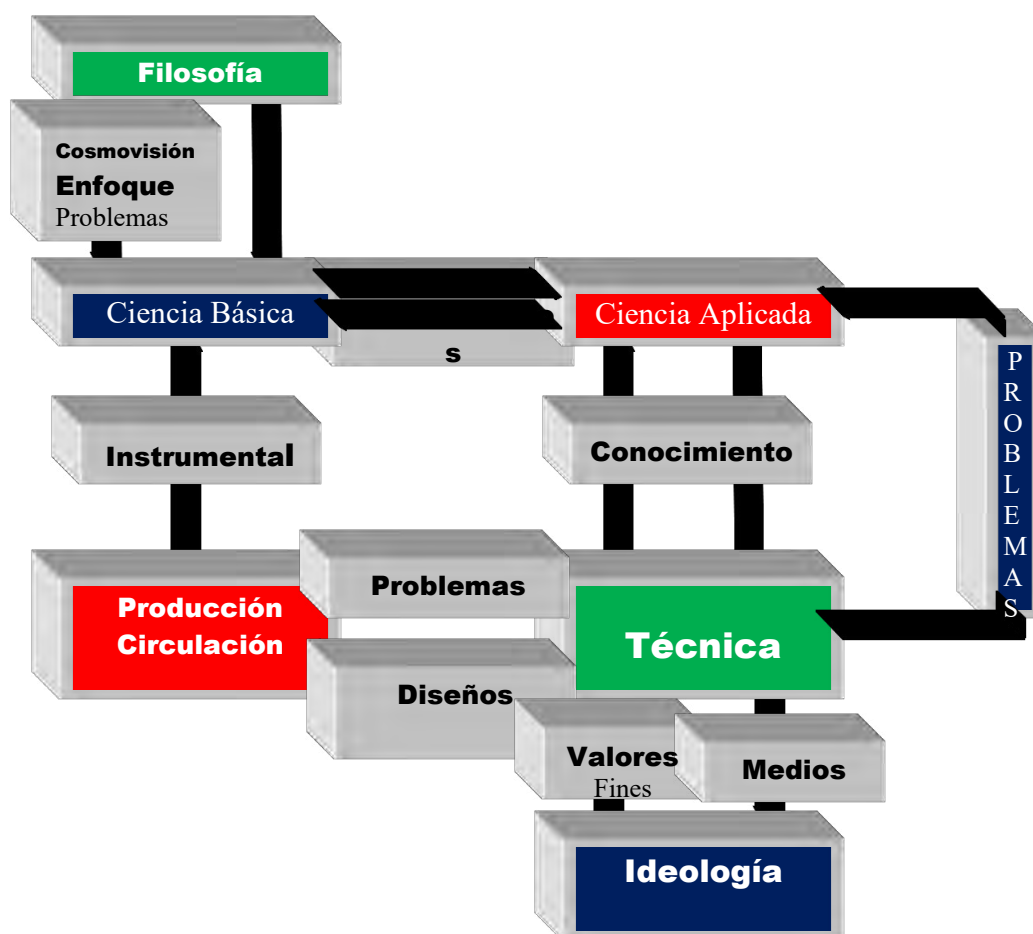 Filosofía
Cosmovisión
Enfoque
Problemas
Ciencia Básica
s
Ciencia Aplicada
PROBLEMAS
Instrumental
Conocimiento
Producción
Circulación
Problemas
Diseños
Técnica
Valores
Fines
Medios
Ideología